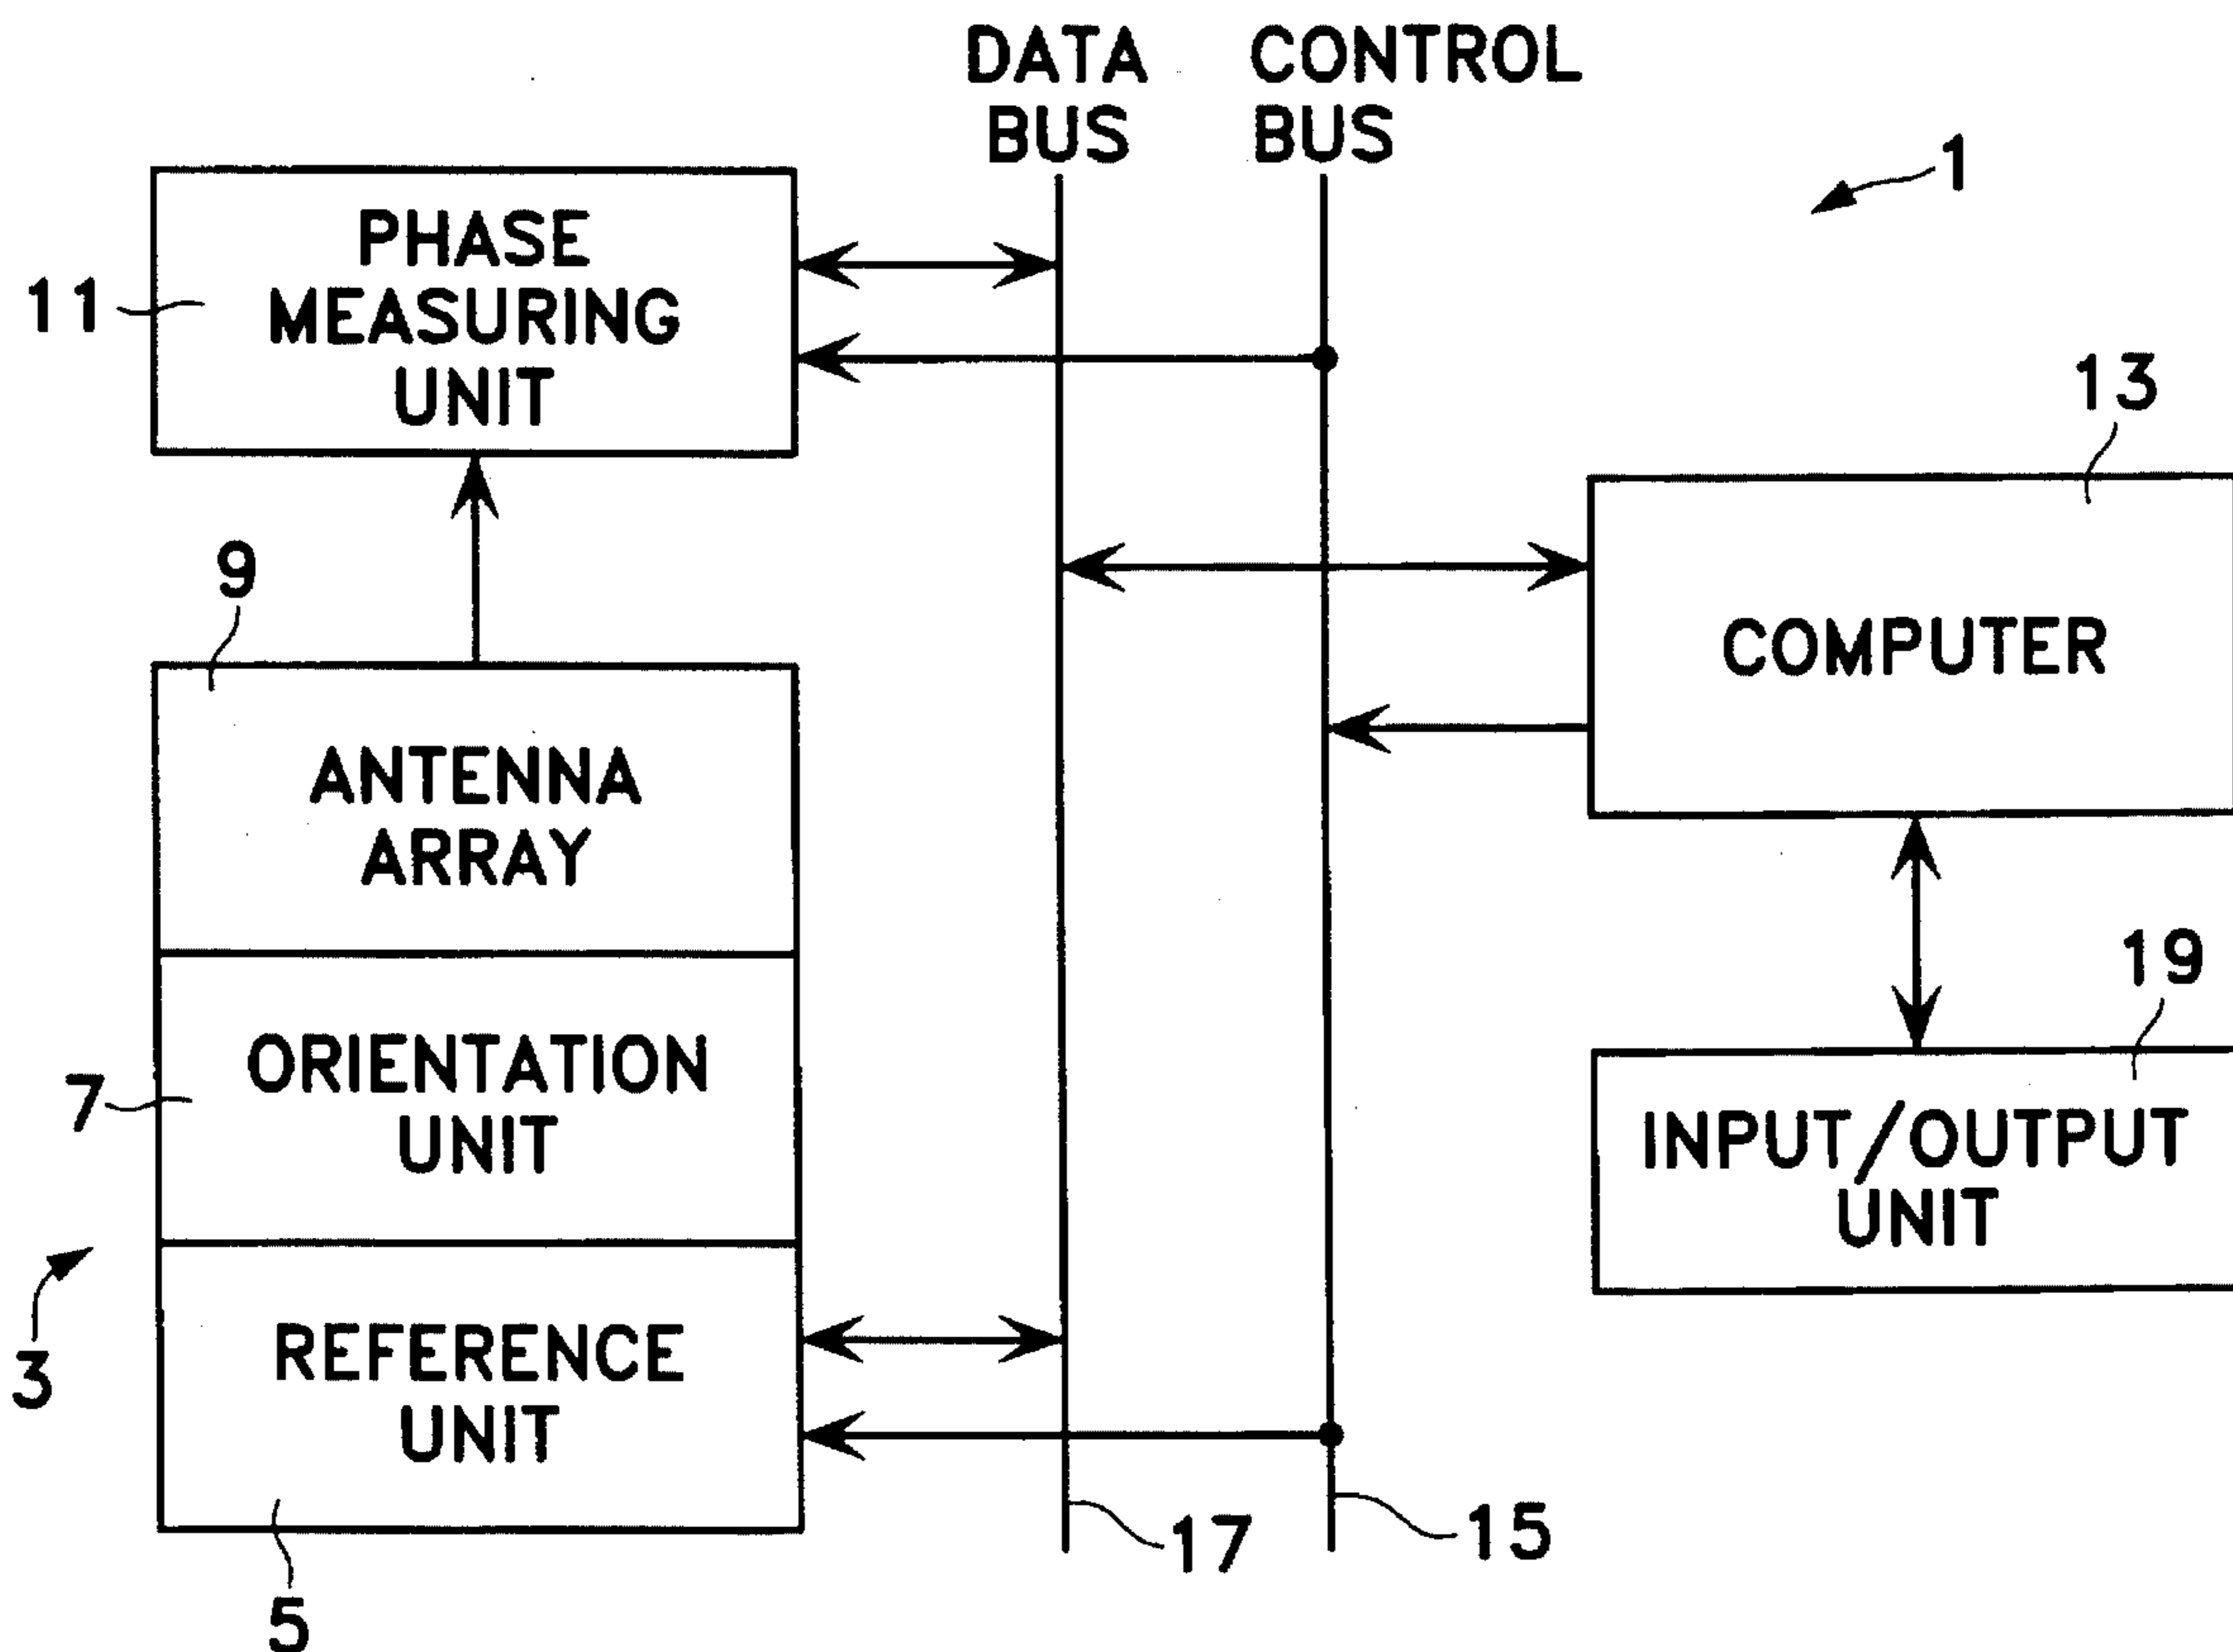 DATA
BUS
CONTROL
BUS
1
PHASE
MEASURING
UNIT
11
13
9
COMPUTER
ANTENNA
ARRAY
19
ORIENTATION
UNIT
7
INPUT/OUTPUT
UNIT
3
REFERENCE
UNIT
17
15
5